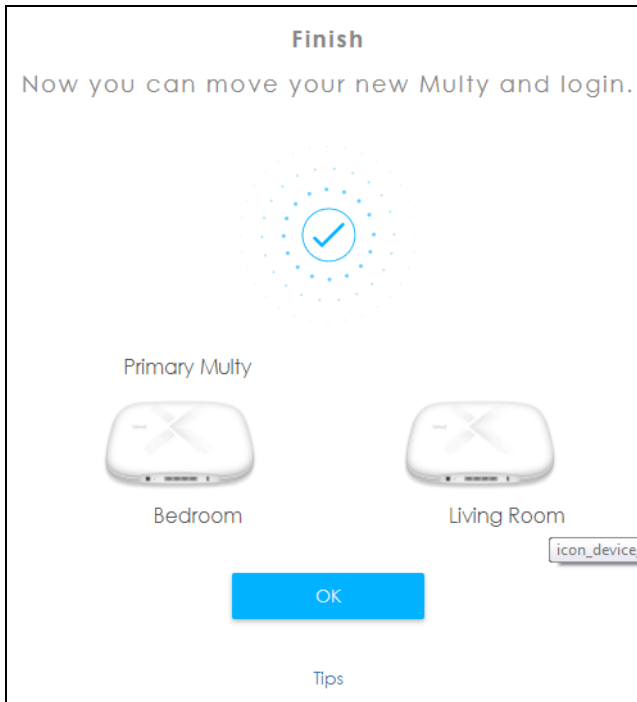 Finish
Now you can move your new Multy and login.
Primary Multy
Bedroom
Living Room
icon_device_
OK
Tips